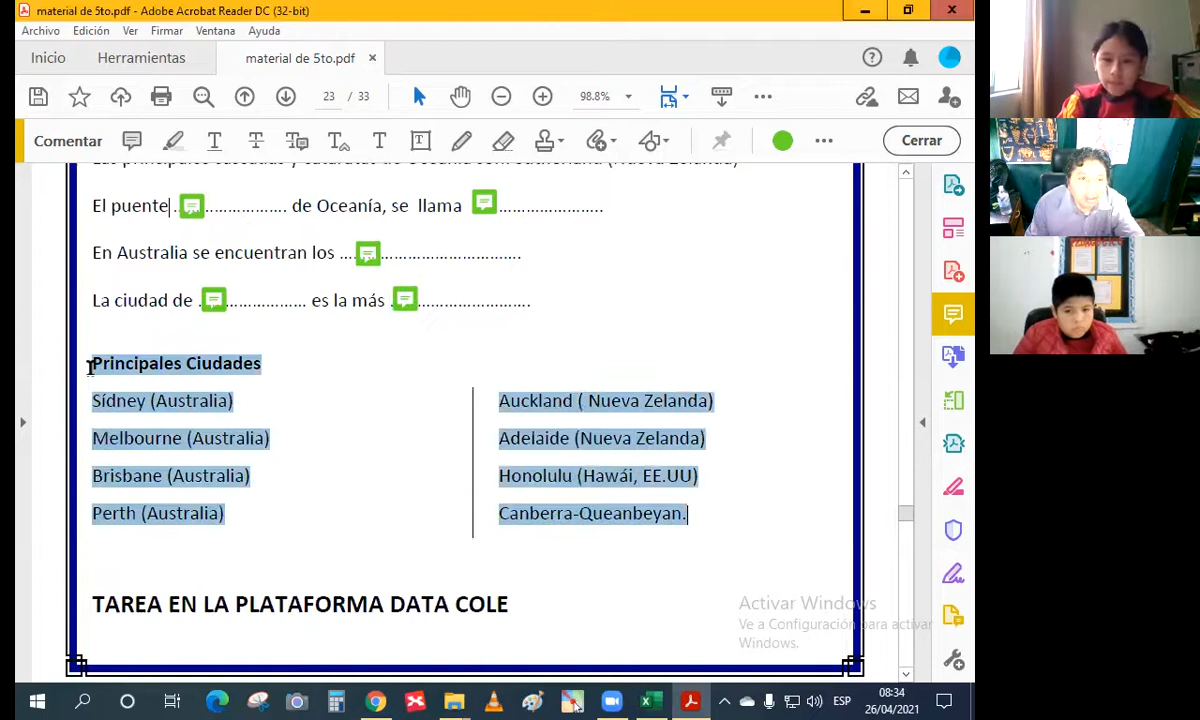 material de 5to.pdf - Adobe Acrobat Reader DC (32-bit)
Archivo Edición Ver Firmar Ventana Ayuda
Inicio Herramientas material de 5to.pdf
23 / 33 98.8%
Comentar Cerrar
El puente ................... de Oceanía, se llama ......................
En Australia se encuentran los ................................
La ciudad de .................. es la más .......................
Principales Ciudades
Sídney (Australia)
Melbourne (Australia)
Brisbane (Australia)
Perth (Australia)
Auckland ( Nueva Zelanda)
Adelaide (Nueva Zelanda)
Honolulu (Hawái, EE.UU)
Canberra-Queanbeyan.
TAREA EN LA PLATAFORMA DATA COLE
Activar Windows
Ve a Configuración para activar
Windows.
ESP
08:34
26/04/2021